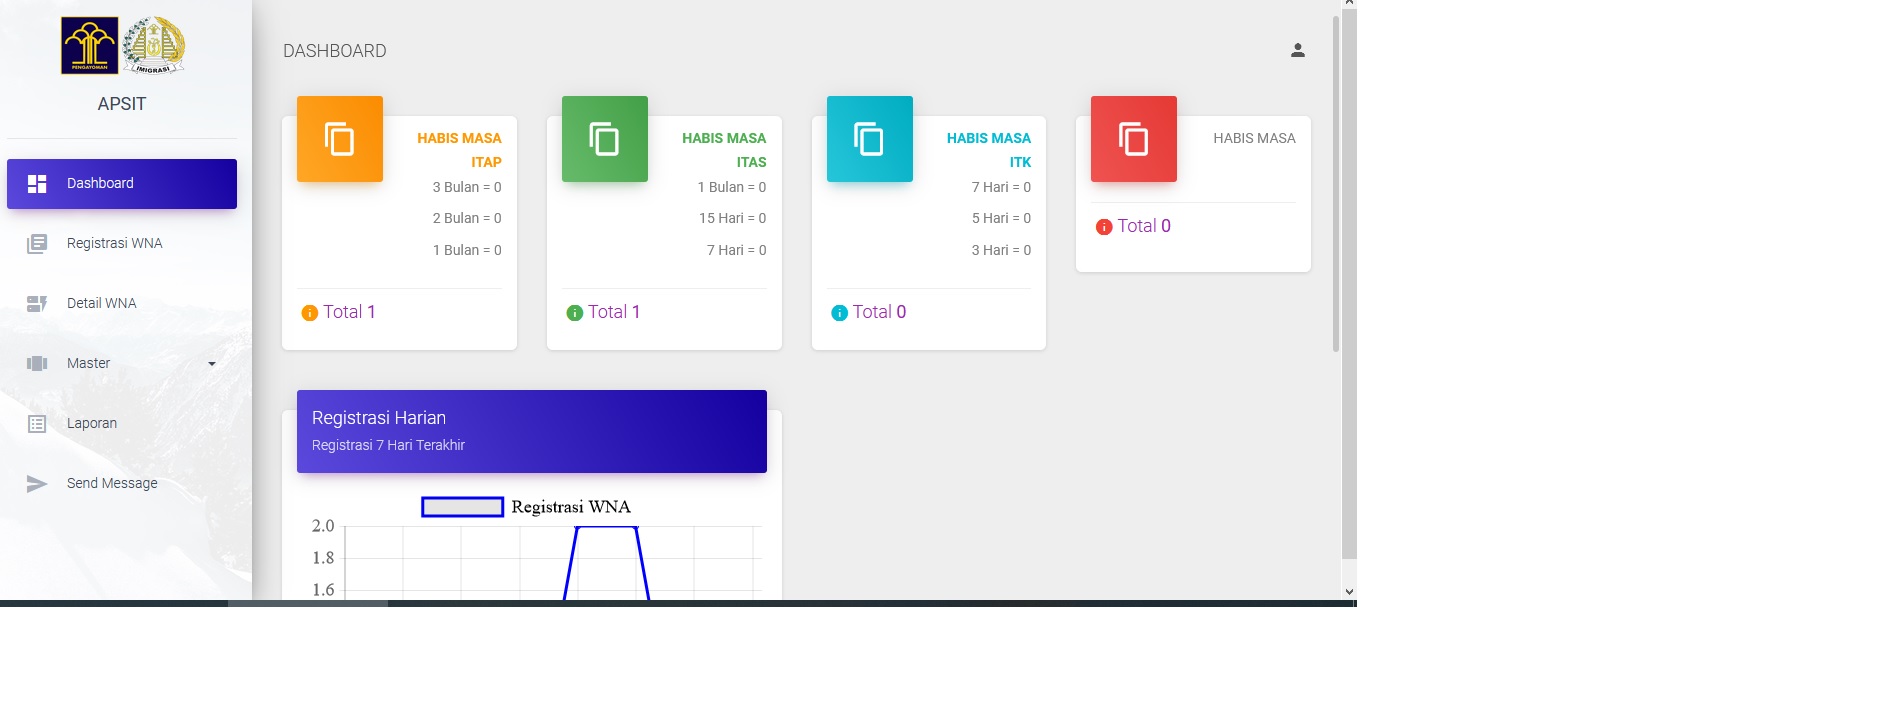 PENGAYOMAN
IMIGRASI
APSIT
Dashboard
Registrasi WNA
Detail WNA
Master
Laporan
Send Message
DASHBOARD
HABIS MASA
ITAP
3 Bulan = 0
2 Bulan = 0
1 Bulan = 0
Total 1
HABIS MASA
ITAS
1 Bulan = 0
15 Hari = 0
7 Hari = 0
Total 1
HABIS MASA
ITK
7 Hari = 0
5 Hari = 0
3 Hari = 0
Total 0
HABIS MASA
Total 0
Registrasi Harian
Registrasi 7 Hari Terakhir
Registrasi WNA
2.0
1.8
1.6